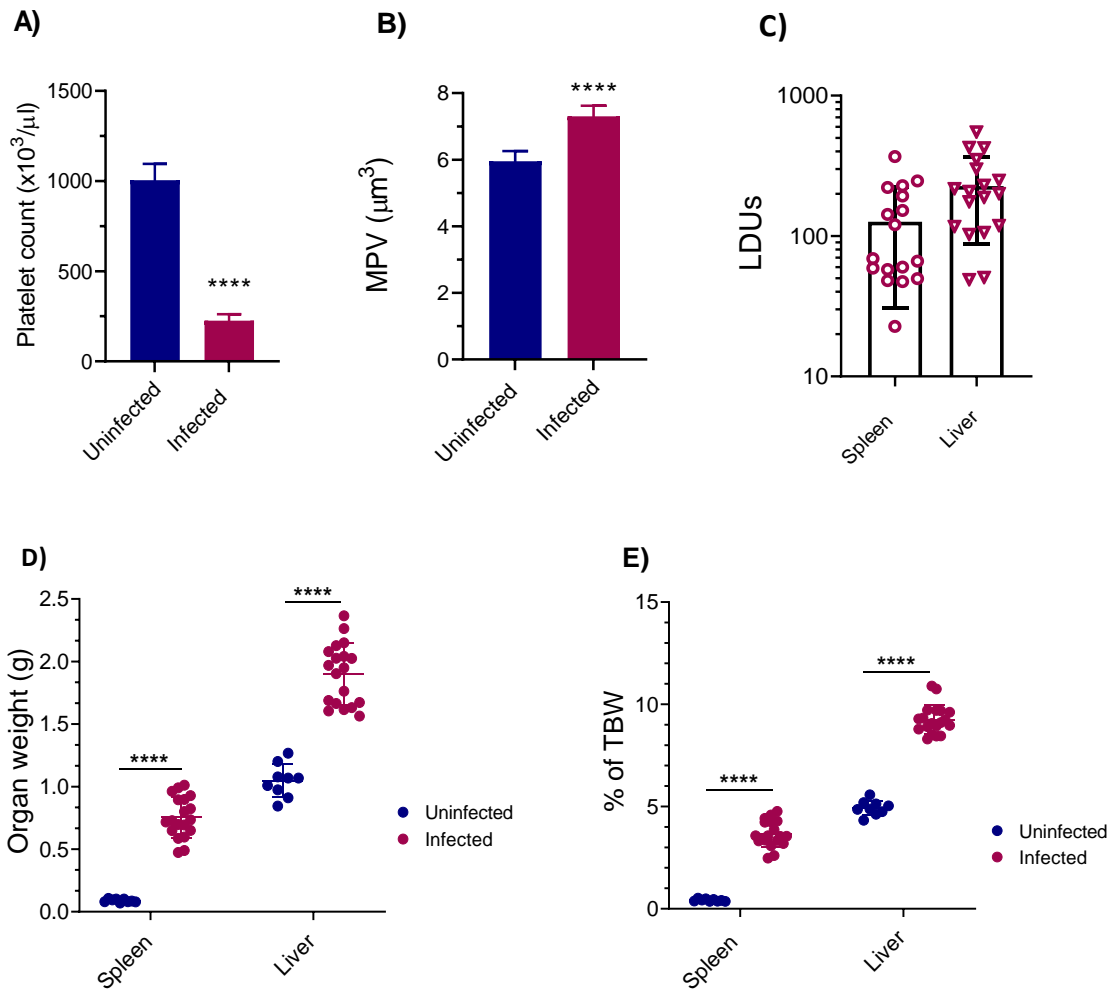 A)
Platelet count (x10³/µl)
1500
1000
500
0
****
Uninfected
Infected
B)
MPV (µm³)
8
6
4
2
0
****
Uninfected
Infected
C)
LDUs
1000
100
10
Spleen
Liver
D)
Organ weight (g)
2.5
2.0
1.5
1.0
0.5
0.0
****
****
Spleen
Liver
Uninfected
Infected
E)
% of TBW
15
10
5
0
****
****
Spleen
Liver
Uninfected
Infected